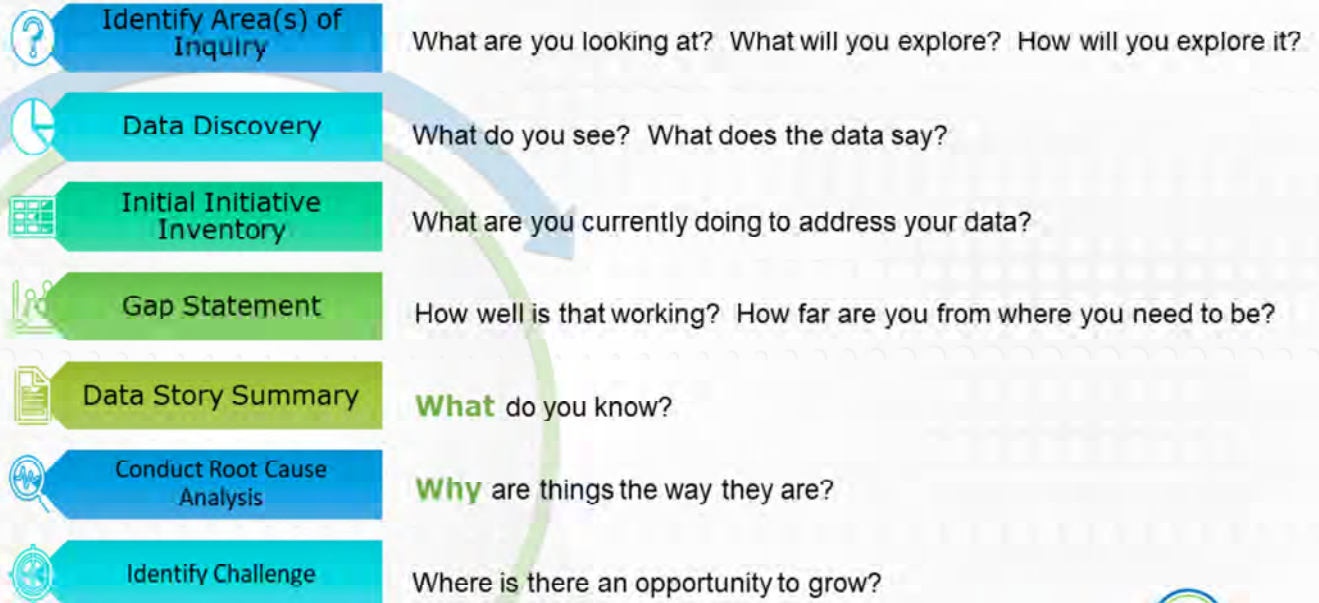 Identify Area(s) of
Inquiry
What are you looking at? What will you explore? How will you explore it?
Data Discovery
What do you see? What does the data say?
Initial Initiative
Inventory
What are you currently doing to address your data?
Gap Statement
How well is that working? How far are you from where you need to be?
Data Story Summary
What do you know?
Conduct Root Cause
Analysis
Why are things the way they are?
Identify Challenge
Where is there an opportunity to grow?